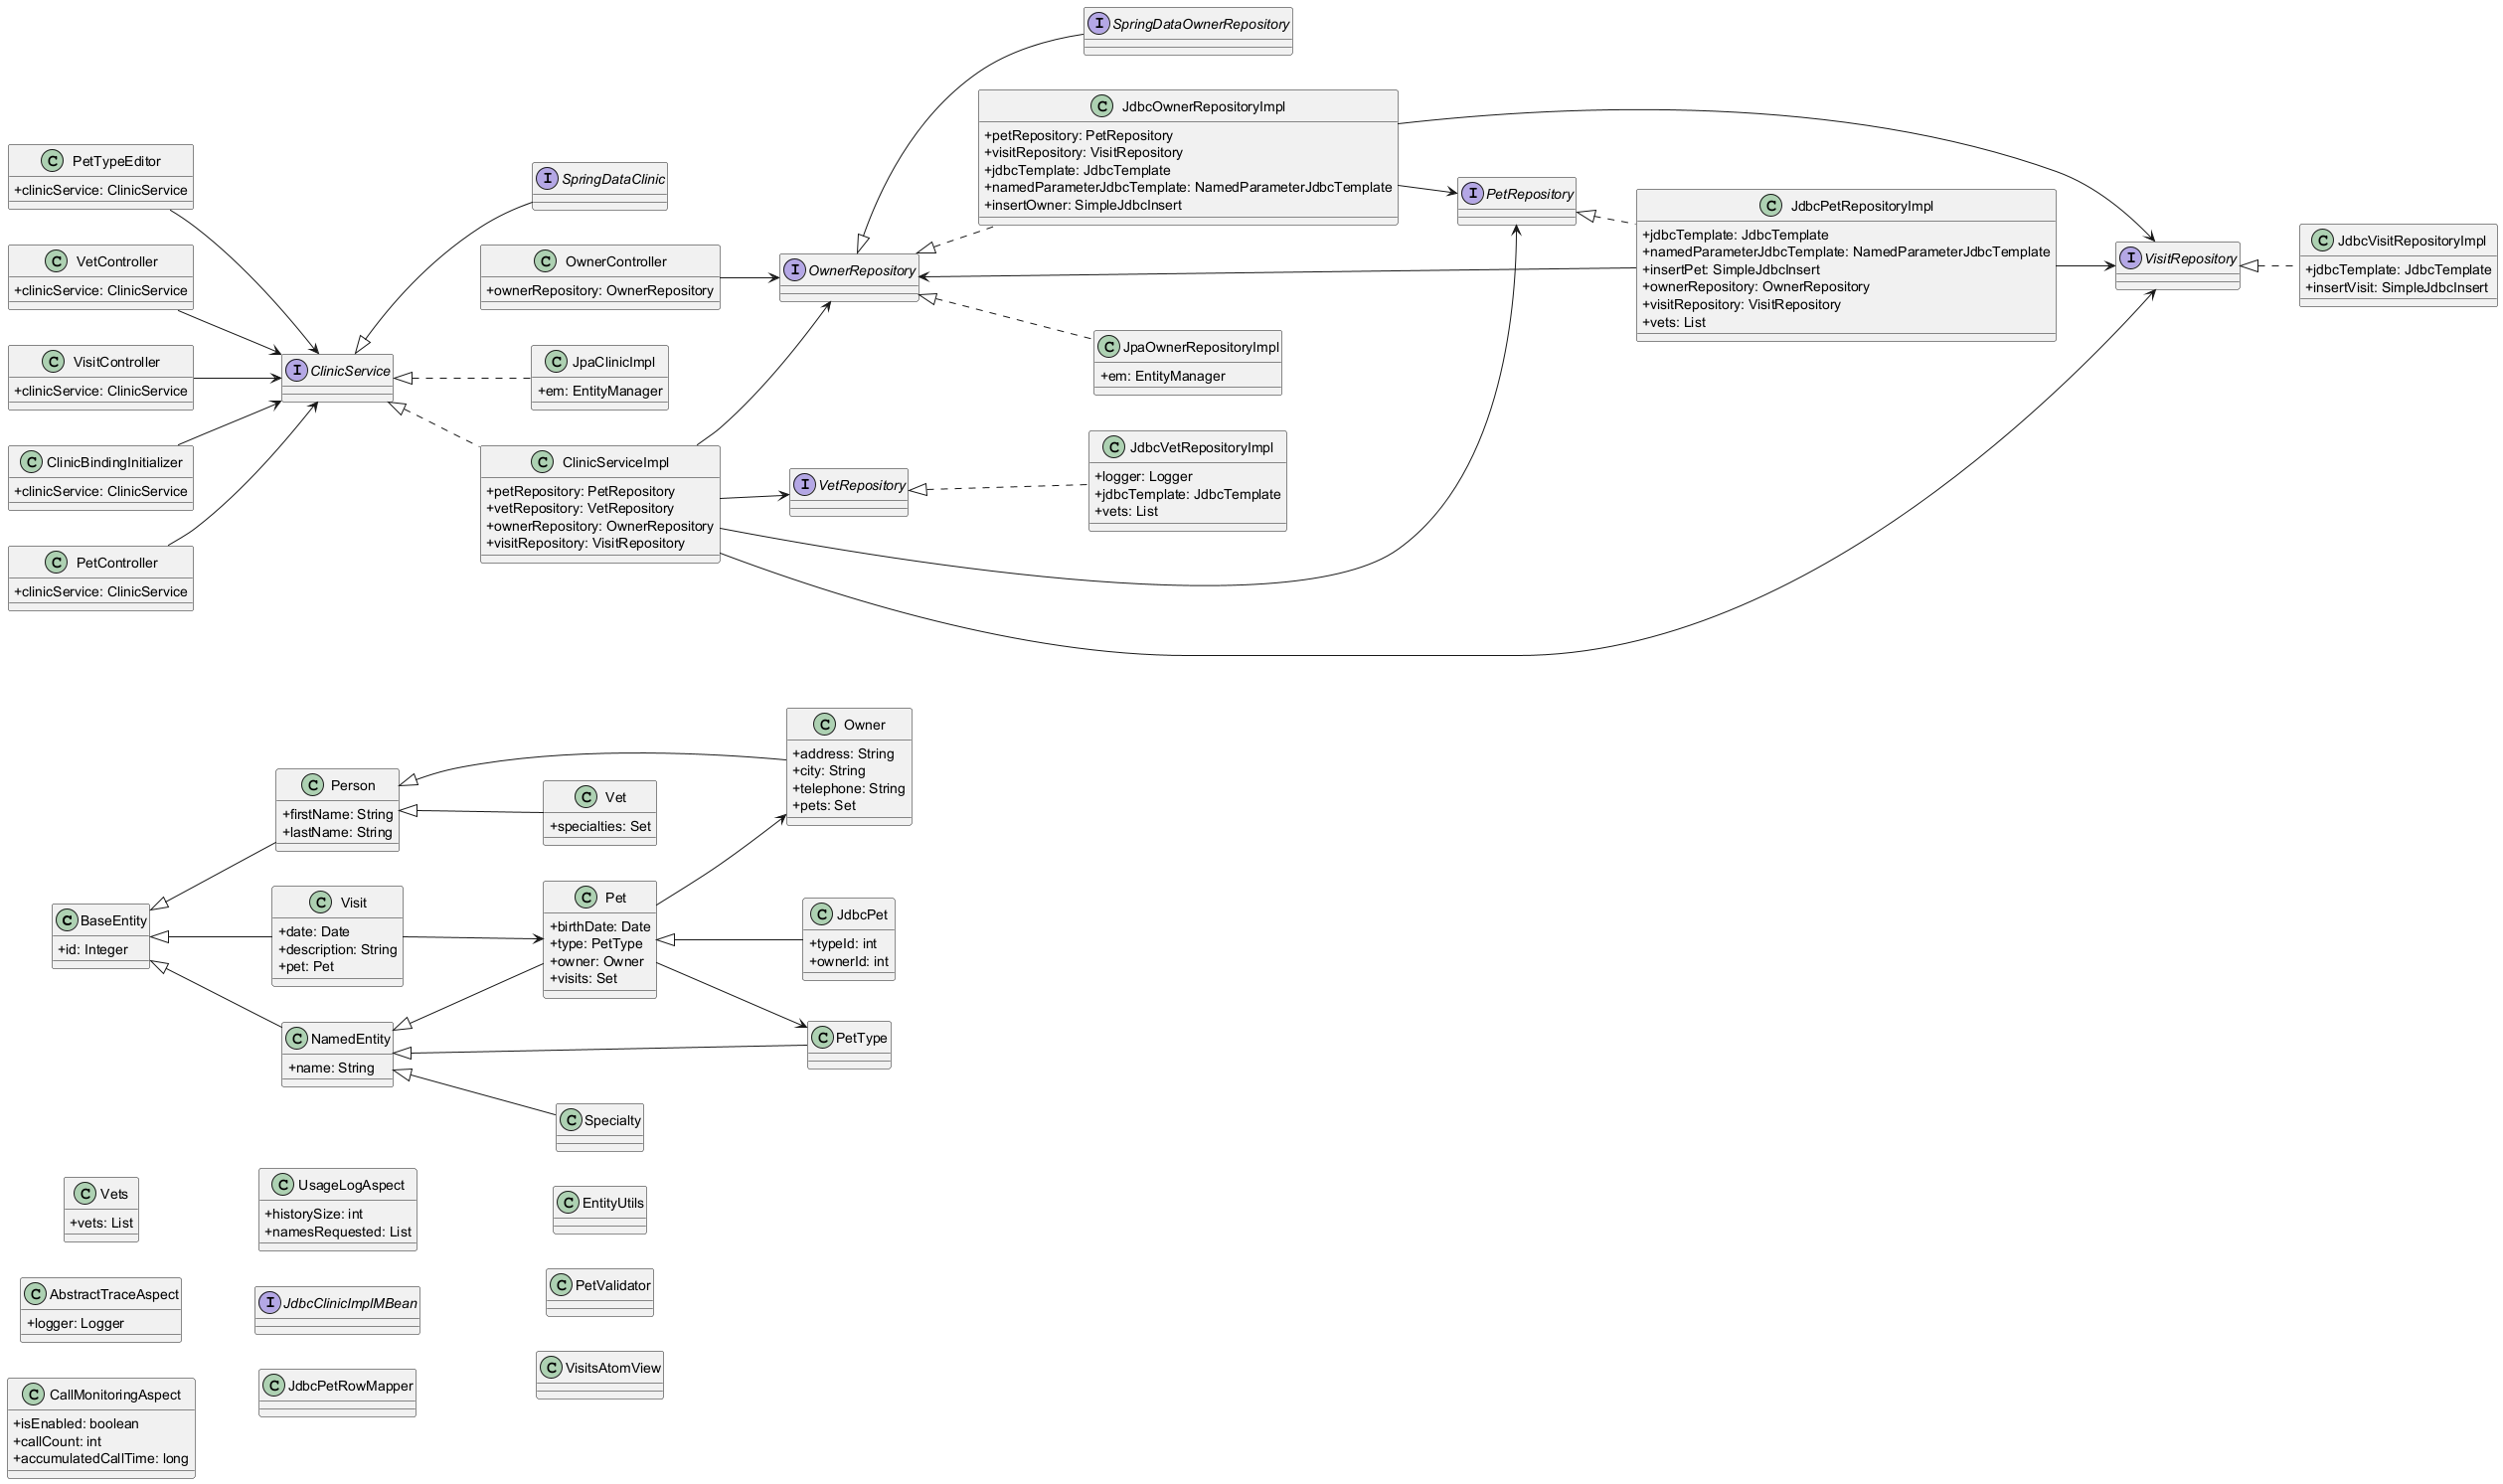 I SpringDataOwnerRepository
C JdbcOwnerRepositoryImpl
+petRepository: PetRepository
+visitRepository: VisitRepository
+jdbcTemplate: JdbcTemplate
+namedParameterJdbcTemplate: NamedParameterJdbcTemplate
+insertOwner: SimpleJdbcInsert
C PetTypeEditor
+clinicService: ClinicService
I SpringDataClinic
I PetRepository
C JdbcPetRepositoryImpl
+jdbcTemplate: JdbcTemplate
+namedParameterJdbcTemplate: NamedParameterJdbcTemplate
+insertPet: SimpleJdbcInsert
+ownerRepository: OwnerRepository
+visitRepository: VisitRepository
+vets: List
C JdbcVisitRepositoryImpl
+jdbcTemplate: JdbcTemplate
+insertVisit: SimpleJdbcInsert
C VetController
+clinicService: ClinicService
C OwnerController
+ownerRepository: OwnerRepository
I OwnerRepository
I VisitRepository
C VisitController
+clinicService: ClinicService
I ClinicService
C JpaClinicImpl
+em: EntityManager
C JpaOwnerRepositoryImpl
+em: EntityManager
C ClinicBindingInitializer
+clinicService: ClinicService
C ClinicServiceImpl
+petRepository: PetRepository
+vetRepository: VetRepository
+ownerRepository: OwnerRepository
+visitRepository: VisitRepository
I VetRepository
C JdbcVetRepositoryImpl
+logger: Logger
+jdbcTemplate: JdbcTemplate
+vets: List
C PetController
+clinicService: ClinicService
C Owner
+address: String
+city: String
+telephone: String
+pets: Set
C Person
+firstName: String
+lastName: String
C Vet
+specialties: Set
C BaseEntity
+id: Integer
C Visit
+date: Date
+description: String
+pet: Pet
C Pet
+birthDate: Date
+type: PetType
+owner: Owner
+visits: Set
C JdbcPet
+typeId: int
+ownerId: int
C NamedEntity
+name: String
C PetType
C Specialty
C Vets
+vets: List
C UsageLogAspect
+historySize: int
+namesRequested: List
C EntityUtils
C AbstractTraceAspect
+logger: Logger
I JdbcClinicImplMBean
C PetValidator
C CallMonitoringAspect
+isEnabled: boolean
+callCount: int
+accumulatedCallTime: long
C JdbcPetRowMapper
C VisitsAtomView